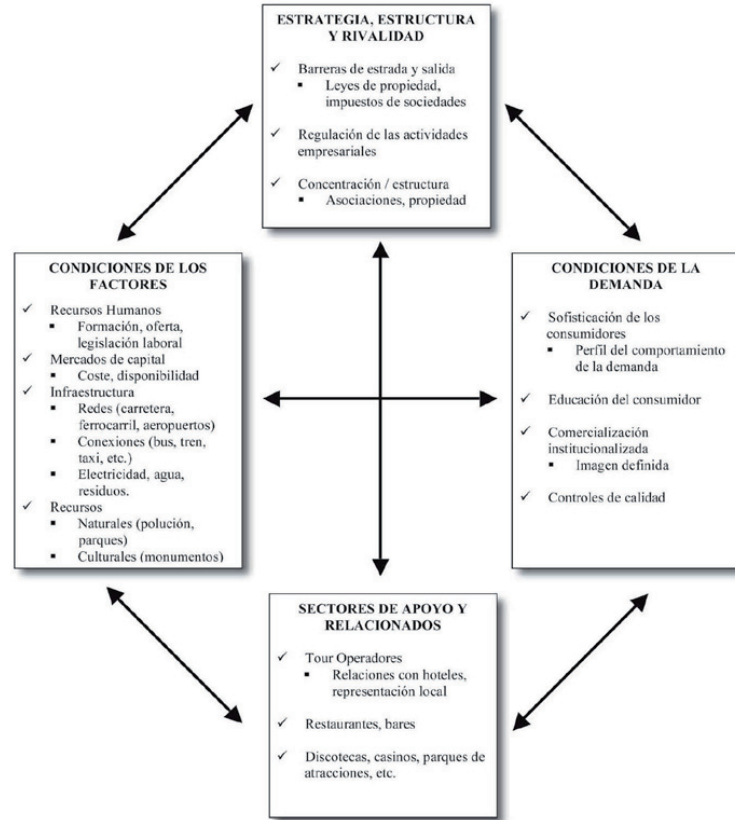 ESTRATEGIA, ESTRUCTURA
Y RIVALIDAD
✓ Barreras de estrada y salida
▪ Leyes de propiedad,
impuestos de sociedades
✓ Regulación de las actividades
empresariales
✓ Concentración / estructura
▪ Asociaciones, propiedad
CONDICIONES DE LOS
FACTORES
✓ Recursos Humanos
▪ Formación, oferta,
legislación laboral
✓ Mercados de capital
▪ Coste, disponibilidad
✓ Infraestructura
▪ Redes (carretera,
ferrocarril, aeropuertos)
▪ Conexiones (bus, tren,
taxi, etc.)
▪ Electricidad, agua,
residuos.
✓ Recursos
▪ Naturales (polución,
parques)
▪ Culturales (monumentos)
CONDICIONES DE LA
DEMANDA
✓ Sofisticación de los
consumidores
▪ Perfil del comportamiento
de la demanda
✓ Educación del consumidor
✓ Comercialización
institucionalizada
▪ Imagen definida
✓ Controles de calidad
SECTORES DE APOYO Y
RELACIONADOS
✓ Tour Operadores
▪ Relaciones con hoteles,
representación local
✓ Restaurantes, bares
✓ Discotecas, casinos, parques de
atracciones, etc.